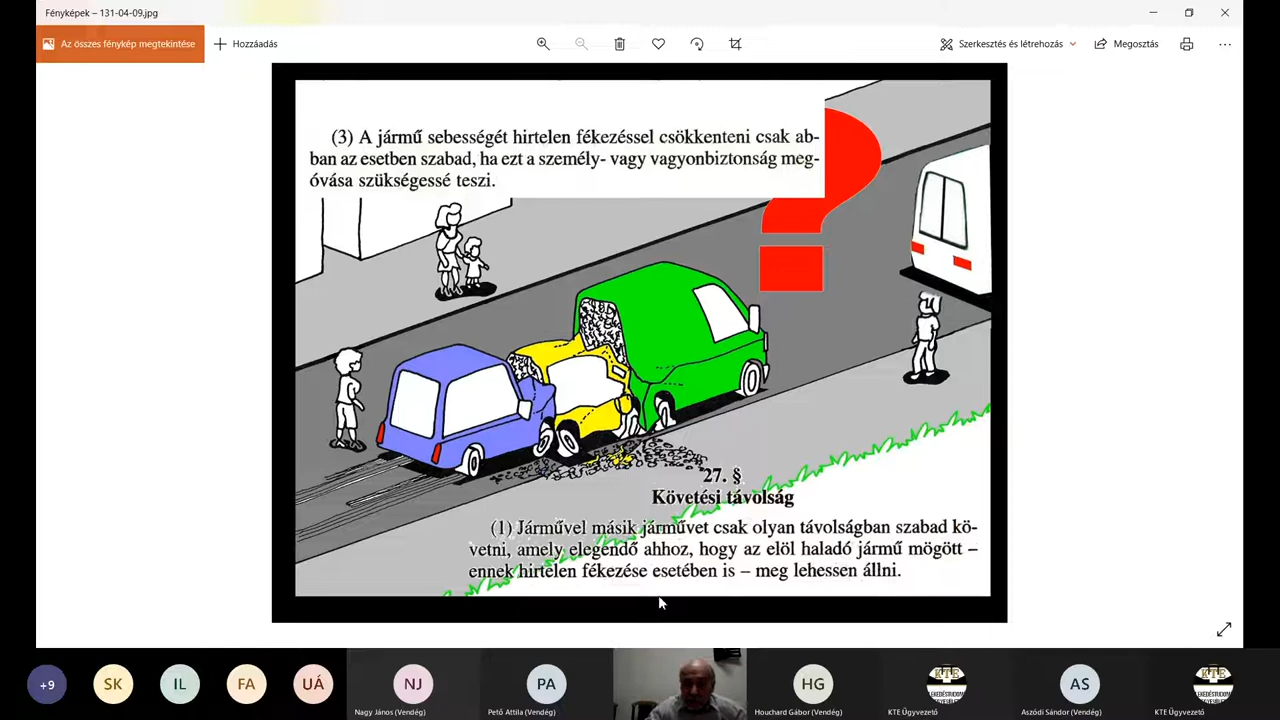 Fényképek – 131-04-09.jpg
Az összes fénykép megtekintése
Hozzáadás
Szerkesztés és létrehozás
Megosztás
(3) A jármű sebességét hirtelen fékezéssel csökkenteni csak ab-
ban az esetben szabad, ha ezt a személy- vagy vagyonbiztonság meg-
óvása szükségessé teszi.
?
27. §
Követési távolság
(1) Járművel másik járművet csak olyan távolságban szabad kö-
vetni, amely elegendő ahhoz, hogy az elöl haladó jármű mögött –
ennek hirtelen fékezése esetében is – meg lehessen állni.
+9
SK
IL
FA
UÁ
NJ
PA
HG
KTE
AS
KTE
Nagy János (Vendég)
Pető Attila (Vendég)
Houchard Gábor (Vendég)
KTE Ügyvezető
Aszódi Sándor (Vendég)
KTE Ügyvezető